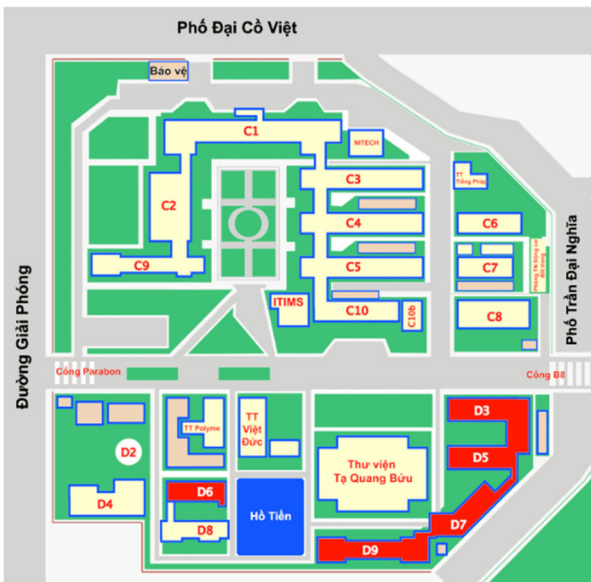 Phố Đại Cồ Việt
Bảo vệ
C1
NITECH
C3
TT
Tiếng Pháp
C2
C4
C6
C9
C5
C7
Phố Trần Đại Nghĩa
Đường Giải Phóng
ITIMS
C10
C10b
C8
Cổng Parabon
Cổng B8
D3
TT Polyme
TT
Việt
Đức
D2
Thư viện
Tạ Quang Bửu
D5
D4
D6
Hồ Tiền
D8
D7
D9